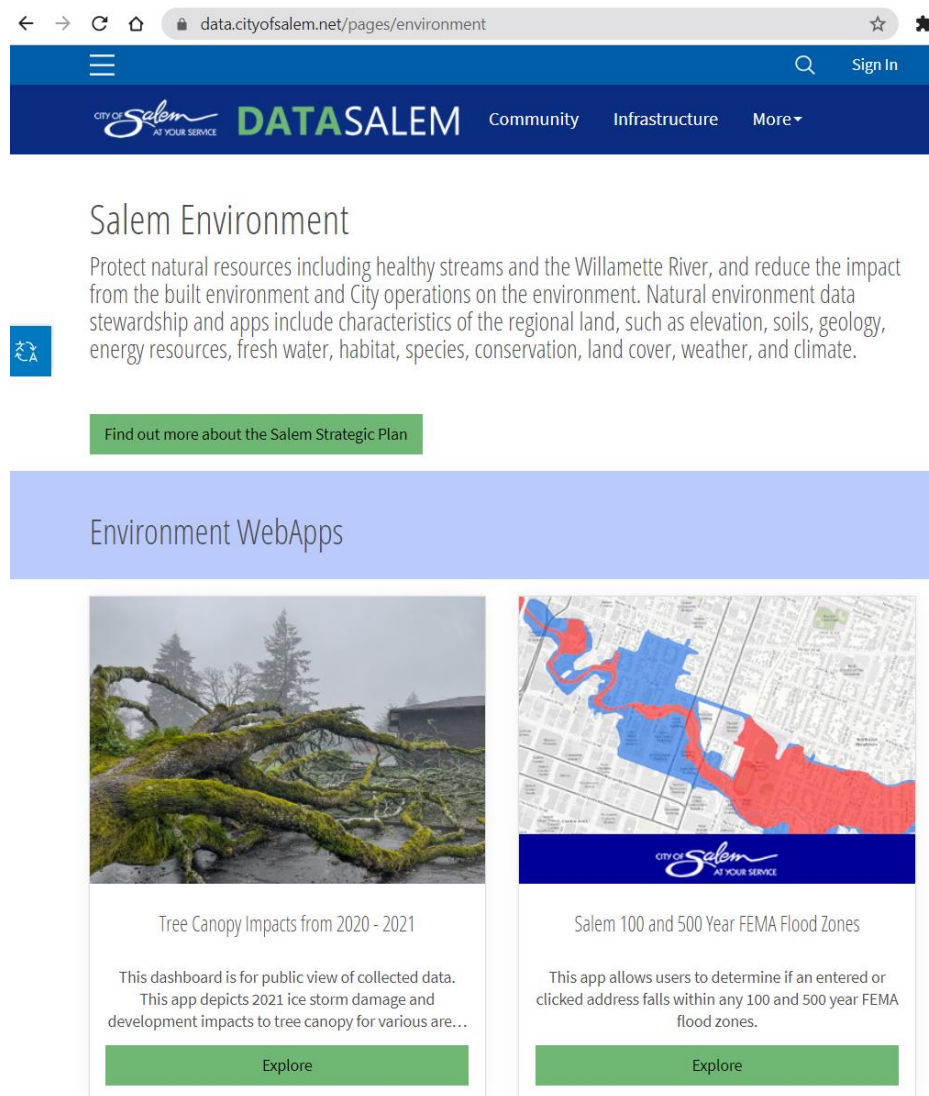 data.cityofsalem.net/pages/environment
Sign In
CITY OF Salem
AT YOUR SERVICE
DATASALEM
Community
Infrastructure
More
Salem Environment
Protect natural resources including healthy streams and the Willamette River, and reduce the impact
from the built environment and City operations on the environment. Natural environment data
stewardship and apps include characteristics of the regional land, such as elevation, soils, geology,
energy resources, fresh water, habitat, species, conservation, land cover, weather, and climate.
Find out more about the Salem Strategic Plan
Environment WebApps
CITY OF Salem
AT YOUR SERVICE
Tree Canopy Impacts from 2020 - 2021
This dashboard is for public view of collected data.
This app depicts 2021 ice storm damage and
development impacts to tree canopy for various are…
Explore
Salem 100 and 500 Year FEMA Flood Zones
This app allows users to determine if an entered or
clicked address falls within any 100 and 500 year FEMA
flood zones.
Explore